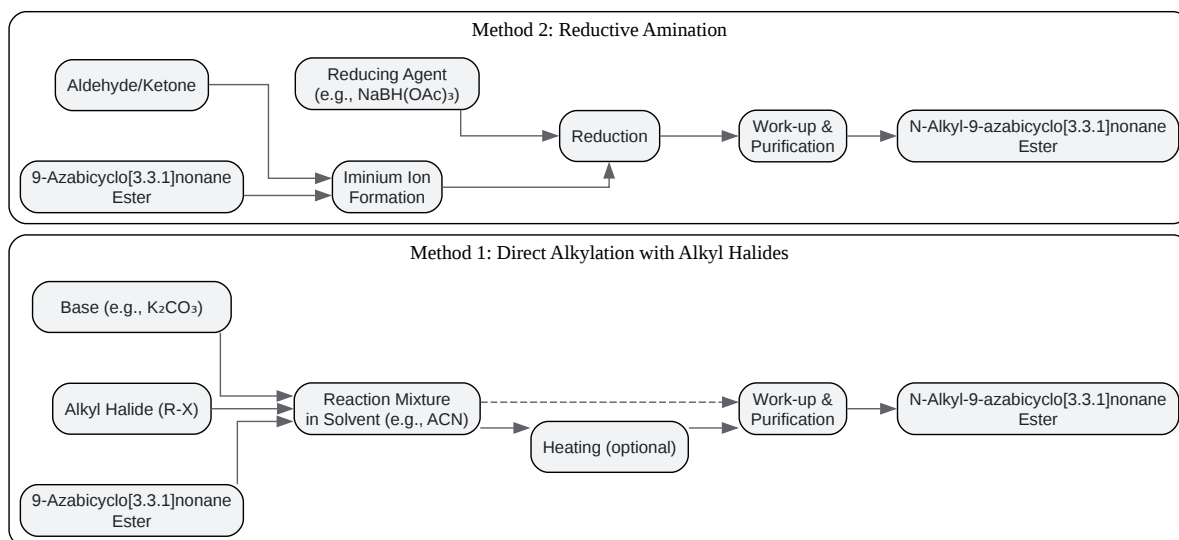 Method 2: Reductive Amination
Aldehyde/Ketone
Reducing Agent
(e.g., NaBH(OAc)₃)
Reduction
Work-up &
Purification
N-Alkyl-9-azabicyclo[3.3.1]nonane
Ester
9-Azabicyclo[3.3.1]nonane
Ester
Iminium Ion
Formation
Method 1: Direct Alkylation with Alkyl Halides
Base (e.g., K₂CO₃)
Alkyl Halide (R-X)
Reaction Mixture
in Solvent (e.g., ACN)
Heating (optional)
Work-up &
Purification
N-Alkyl-9-azabicyclo[3.3.1]nonane
Ester
9-Azabicyclo[3.3.1]nonane
Ester